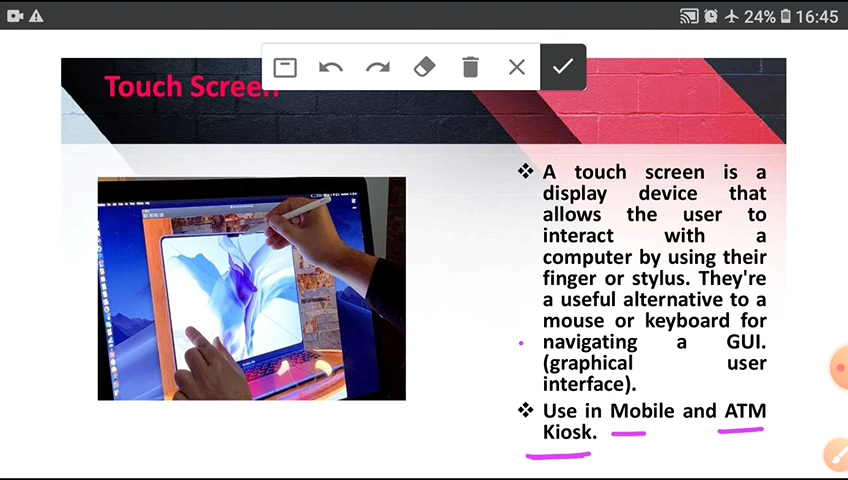 24% 16:45
Touch Screen
❖ A touch screen is a
display device that
allows the user to
interact with a
computer by using their
finger or stylus. They're
a useful alternative to a
mouse or keyboard for
navigating a GUI.
(graphical user
interface).
❖ Use in Mobile and ATM
Kiosk.